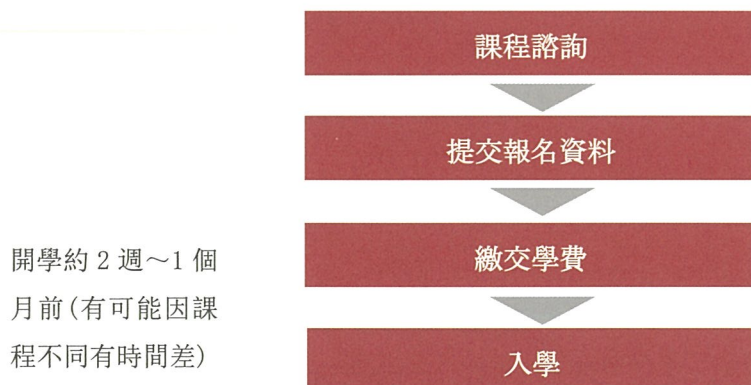 課程諮詢
提交報名資料
繳交學費
開學約 2 週～1 個
月前(有可能因課
程不同有時間差)
入學